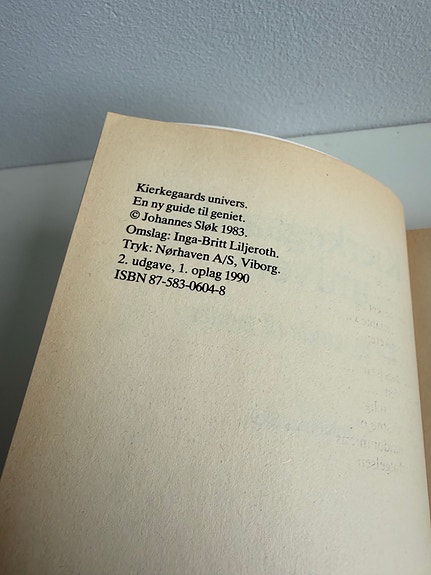 Kierkegaards univers.
En ny guide til geniet.
© Johannes Sløk 1983.
Omslag: Inga-Britt Liljeroth.
Tryk: Nørhaven A/S, Viborg.
2. udgave, 1. oplag 1990
ISBN 87-583-0604-8